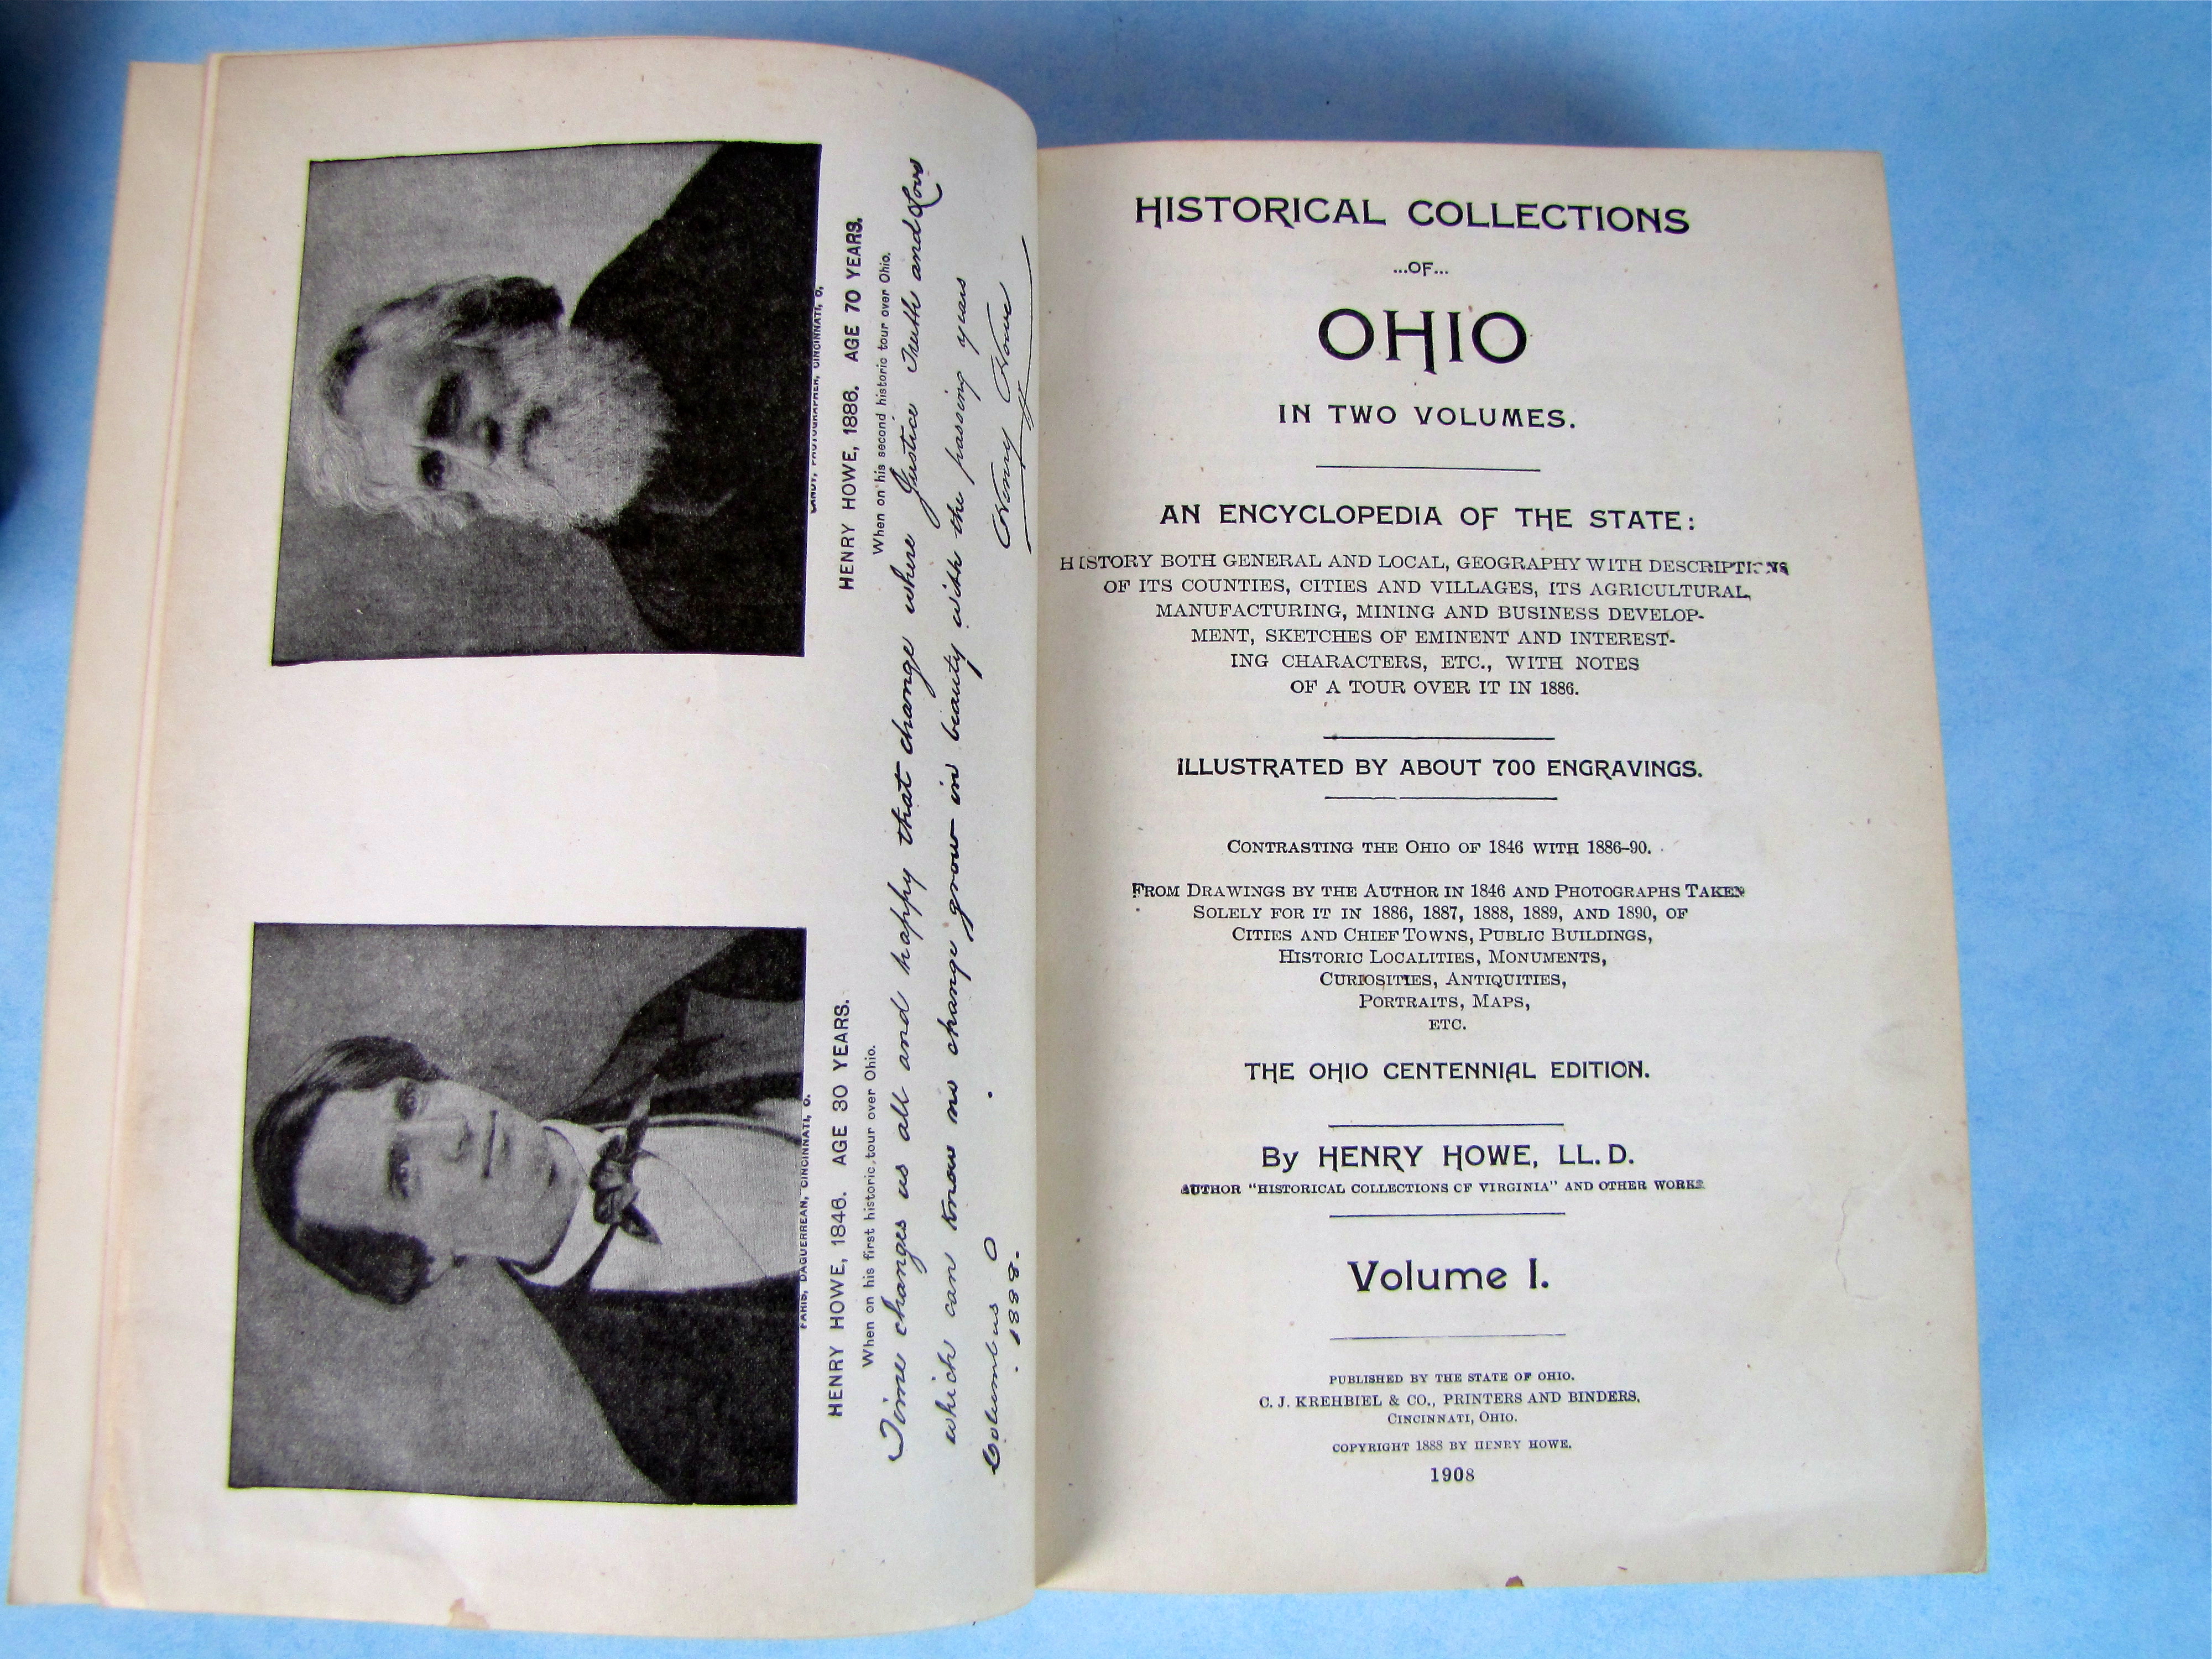 LANDY, PHOTOGRAPHER, CINCINNATI, O,
HENRY HOWE, 1886. AGE 70 YEARS.
When on his second historic tour over Ohio.
PARIS, DAGUERREAN, CINCINNATI, O.
HENRY HOWE, 1846. AGE 30 YEARS.
When on his first historic tour over Ohio.
Time changes us all and happy that change where Justice Truth and Love
which can know no change grow in beauty with the passing years
Columbus O
1888.
Henry Howe
HISTORICAL COLLECTIONS
...OF...
OHIO
IN TWO VOLUMES.
AN ENCYCLOPEDIA OF THE STATE:
HISTORY BOTH GENERAL AND LOCAL, GEOGRAPHY WITH DESCRIPTIONS
OF ITS COUNTIES, CITIES AND VILLAGES, ITS AGRICULTURAL,
MANUFACTURING, MINING AND BUSINESS DEVELOP-
MENT, SKETCHES OF EMINENT AND INTEREST-
ING CHARACTERS, ETC., WITH NOTES
OF A TOUR OVER IT IN 1886.
ILLUSTRATED BY ABOUT 700 ENGRAVINGS.
CONTRASTING THE OHIO OF 1846 WITH 1886-90.
FROM DRAWINGS BY THE AUTHOR IN 1846 AND PHOTOGRAPHS TAKEN
SOLELY FOR IT IN 1886, 1887, 1888, 1889, AND 1890, OF
CITIES AND CHIEF TOWNS, PUBLIC BUILDINGS,
HISTORIC LOCALITIES, MONUMENTS,
CURIOSITIES, ANTIQUITIES,
PORTRAITS, MAPS,
ETC.
THE OHIO CENTENNIAL EDITION.
By HENRY HOWE, LL. D.
AUTHOR "HISTORICAL COLLECTIONS OF VIRGINIA" AND OTHER WORKS
Volume I.
PUBLISHED BY THE STATE OF OHIO.
C. J. KREHBIEL & CO., PRINTERS AND BINDERS,
CINCINNATI, OHIO.
COPYRIGHT 1888 BY HENRY HOWE.
1908